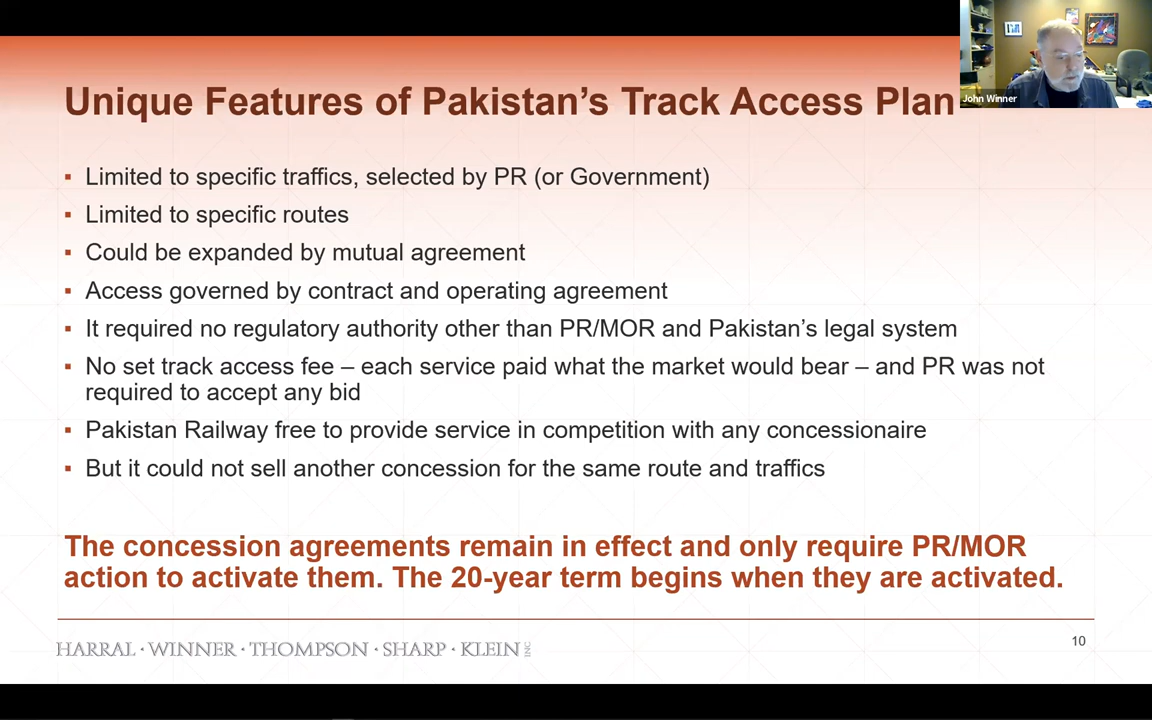 Unique Features of Pakistan's Track Access Plan
John Winner
▪ Limited to specific traffics, selected by PR (or Government)
▪ Limited to specific routes
▪ Could be expanded by mutual agreement
▪ Access governed by contract and operating agreement
▪ It required no regulatory authority other than PR/MOR and Pakistan's legal system
▪ No set track access fee – each service paid what the market would bear – and PR was not
required to accept any bid
▪ Pakistan Railway free to provide service in competition with any concessionaire
▪ But it could not sell another concession for the same route and traffics
The concession agreements remain in effect and only require PR/MOR
action to activate them. The 20-year term begins when they are activated.
HARRAL · WINNER · THOMPSON · SHARP · KLEIN INC
10